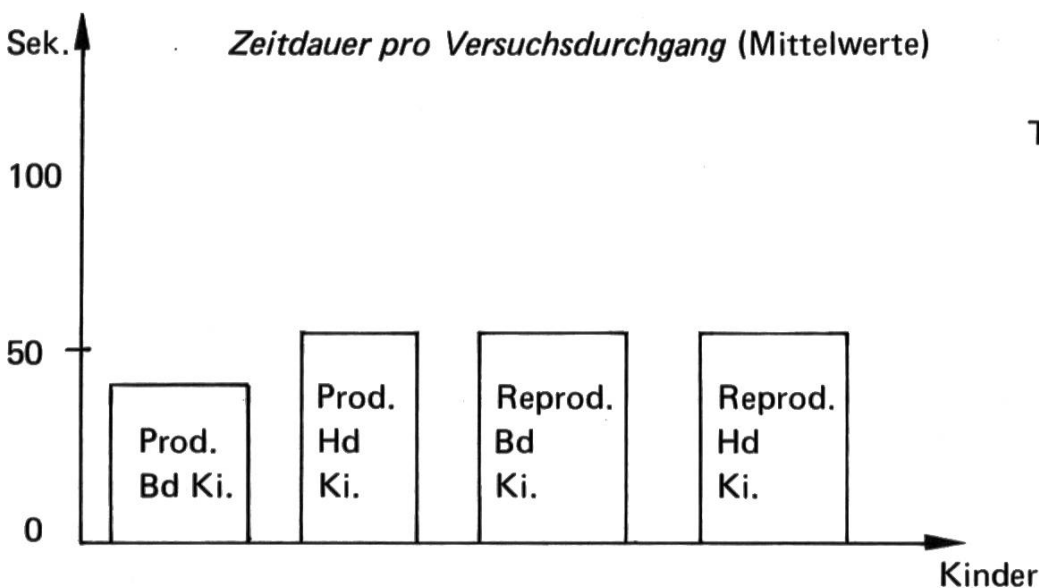 Sek.
Zeitdauer pro Versuchsdurchgang (Mittelwerte)
T
100
50
0
Prod.
Bd Ki.
Prod.
Hd
Ki.
Reprod.
Bd
Ki.
Reprod.
Hd
Ki.
Kinder